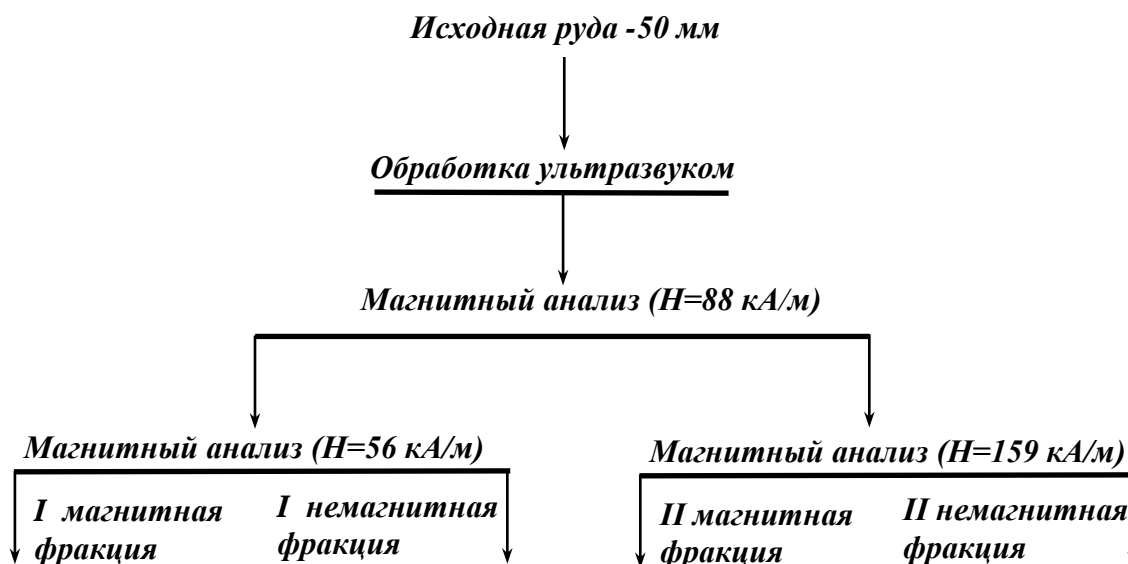 Исходная руда -50 мм
Обработка ультразвуком
Магнитный анализ (Н=88 кА/м)
Магнитный анализ (Н=56 кА/м)
Магнитный анализ (Н=159 кА/м)
I магнитная
фракция
I немагнитная
фракция
II магнитная
фракция
II немагнитная
фракция